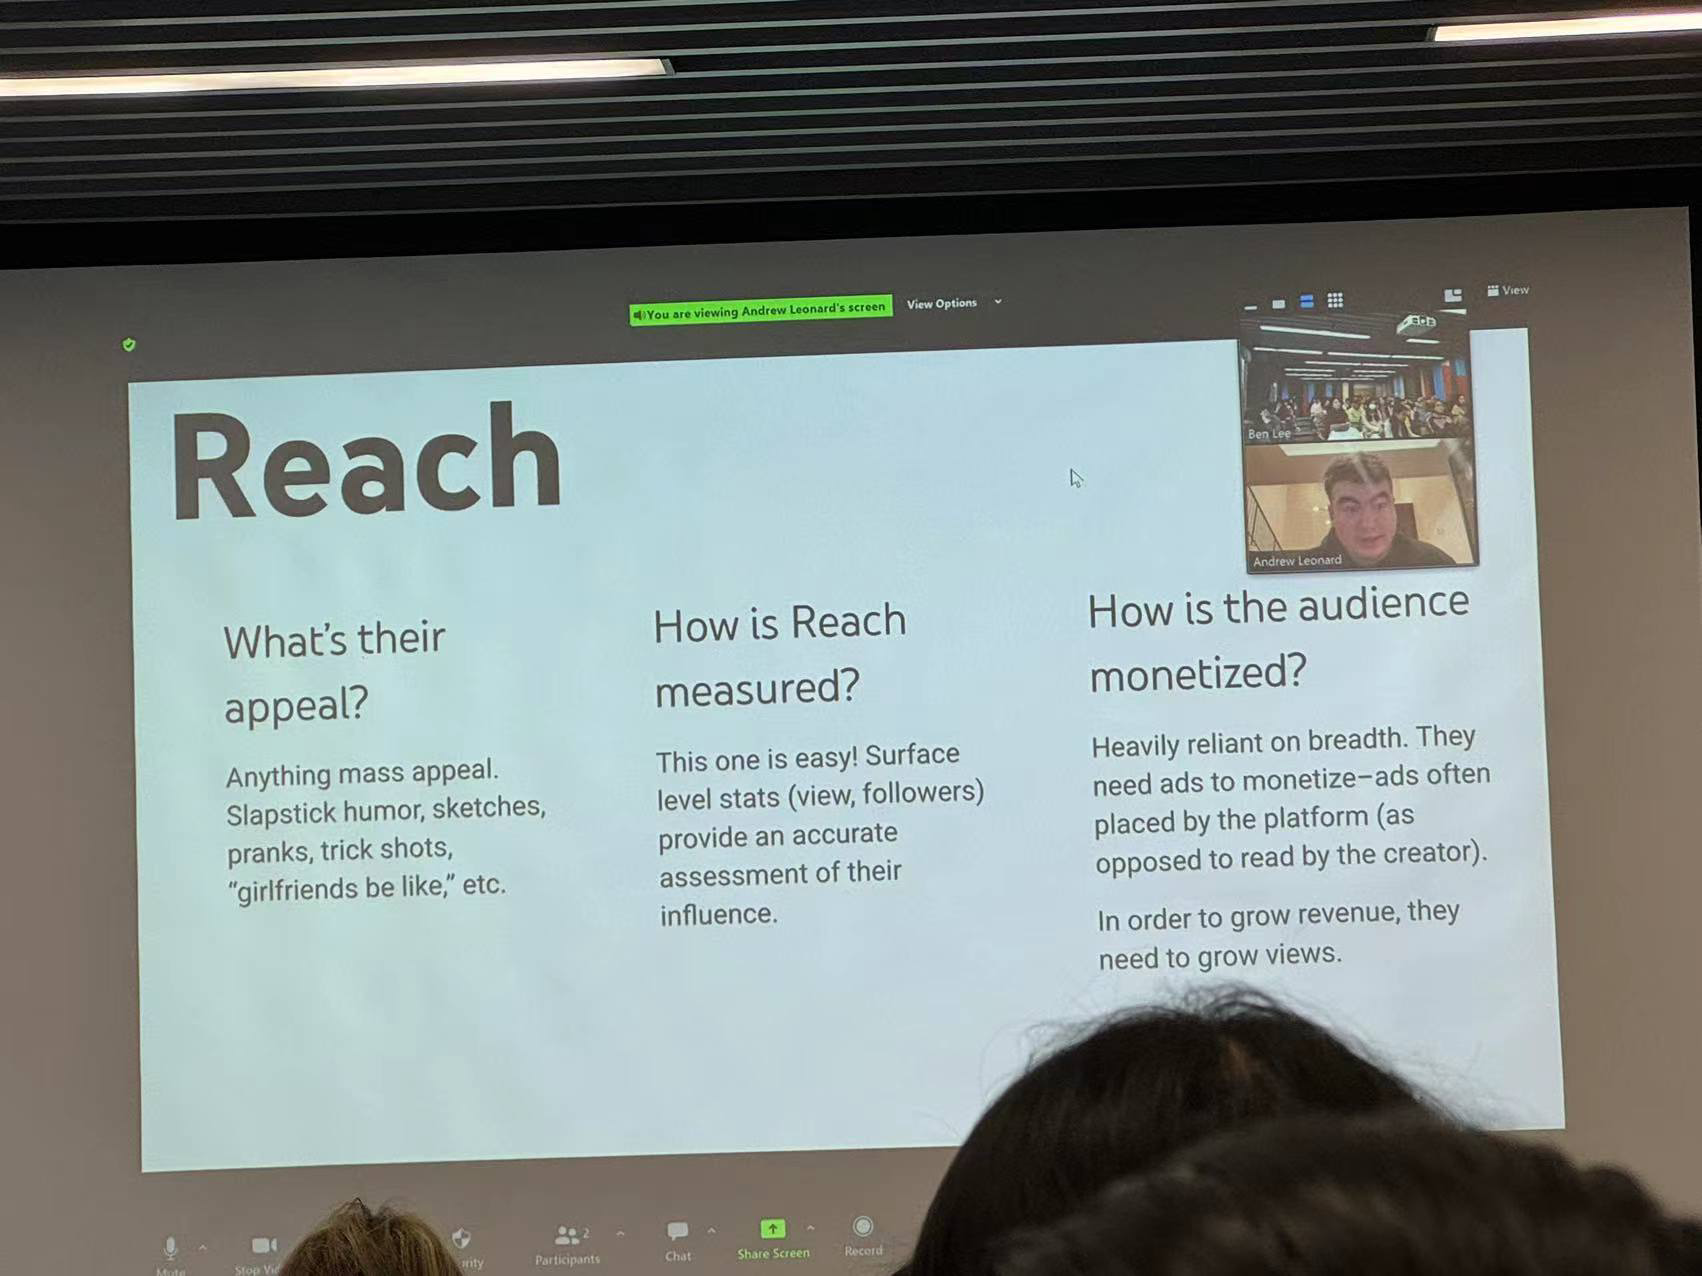 You are viewing Andrew Leonard's screen
View Options
View
Ben Lee
Andrew Leonard
Reach
What's their
appeal?
Anything mass appeal.
Slapstick humor, sketches,
pranks, trick shots,
“girlfriends be like,” etc.
How is Reach
measured?
This one is easy! Surface
level stats (view, followers)
provide an accurate
assessment of their
influence.
How is the audience
monetized?
Heavily reliant on breadth. They
need ads to monetize—ads often
placed by the platform (as
opposed to read by the creator).
In order to grow revenue, they
need to grow views.
Mute
Stop
2
Participants
Chat
Share Screen
Record